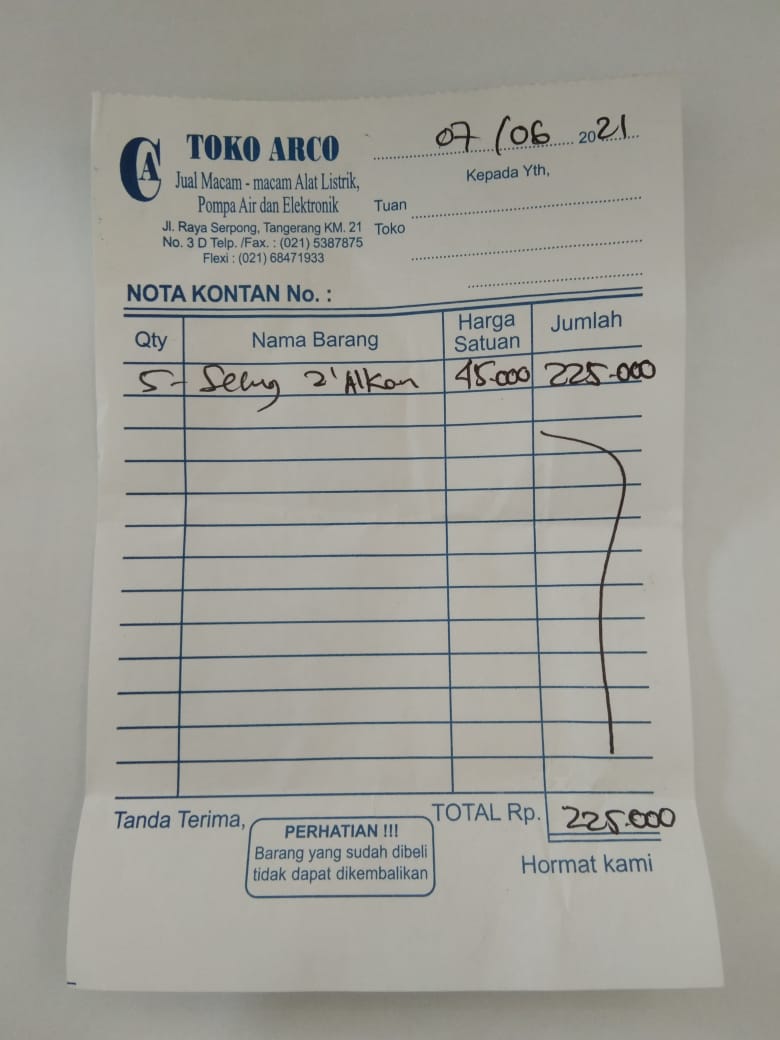 CA
TOKO ARCO
Jual Macam - macam Alat Listrik,
Pompa Air dan Elektronik
Jl. Raya Serpong, Tangerang KM. 21
No. 3 D Telp. /Fax. : (021) 5387875
Flexi : (021) 68471933
07/06 2021
Kepada Yth,
Tuan
Toko
NOTA KONTAN No. :
Qty Nama Barang Harga Satuan Jumlah
5 - Selng 2' Alkon 45.000 225.000
TOTAL Rp. 225.000
Tanda Terima,
PERHATIAN !!!
Barang yang sudah dibeli
tidak dapat dikembalikan
Hormat kami